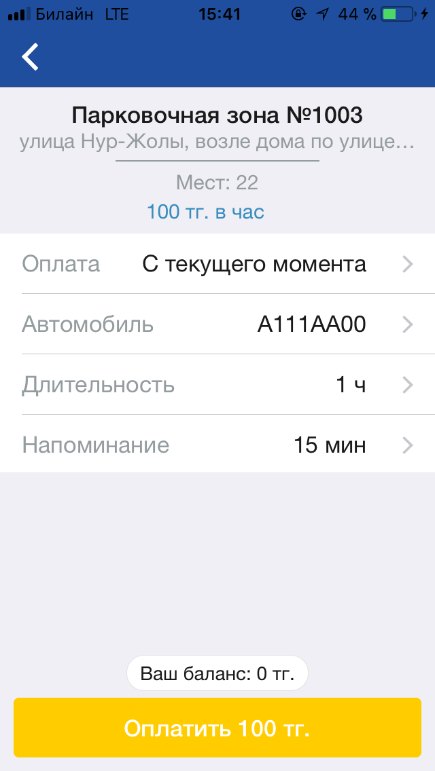 Билайн LTE 15:41 44 %
Парковочная зона №1003
улица Нур-Жолы, возле дома по улице...
Мест: 22
100 тг. в час
Оплата С текущего момента
Автомобиль A111AA00
Длительность 1 ч
Напоминание 15 мин
Ваш баланс: 0 тг.
Оплатить 100 тг.